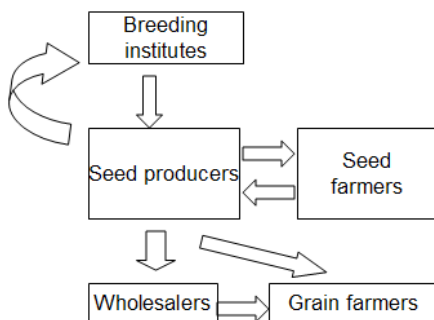 Breeding
institutes
Seed producers
Seed
farmers
Wholesalers
Grain farmers